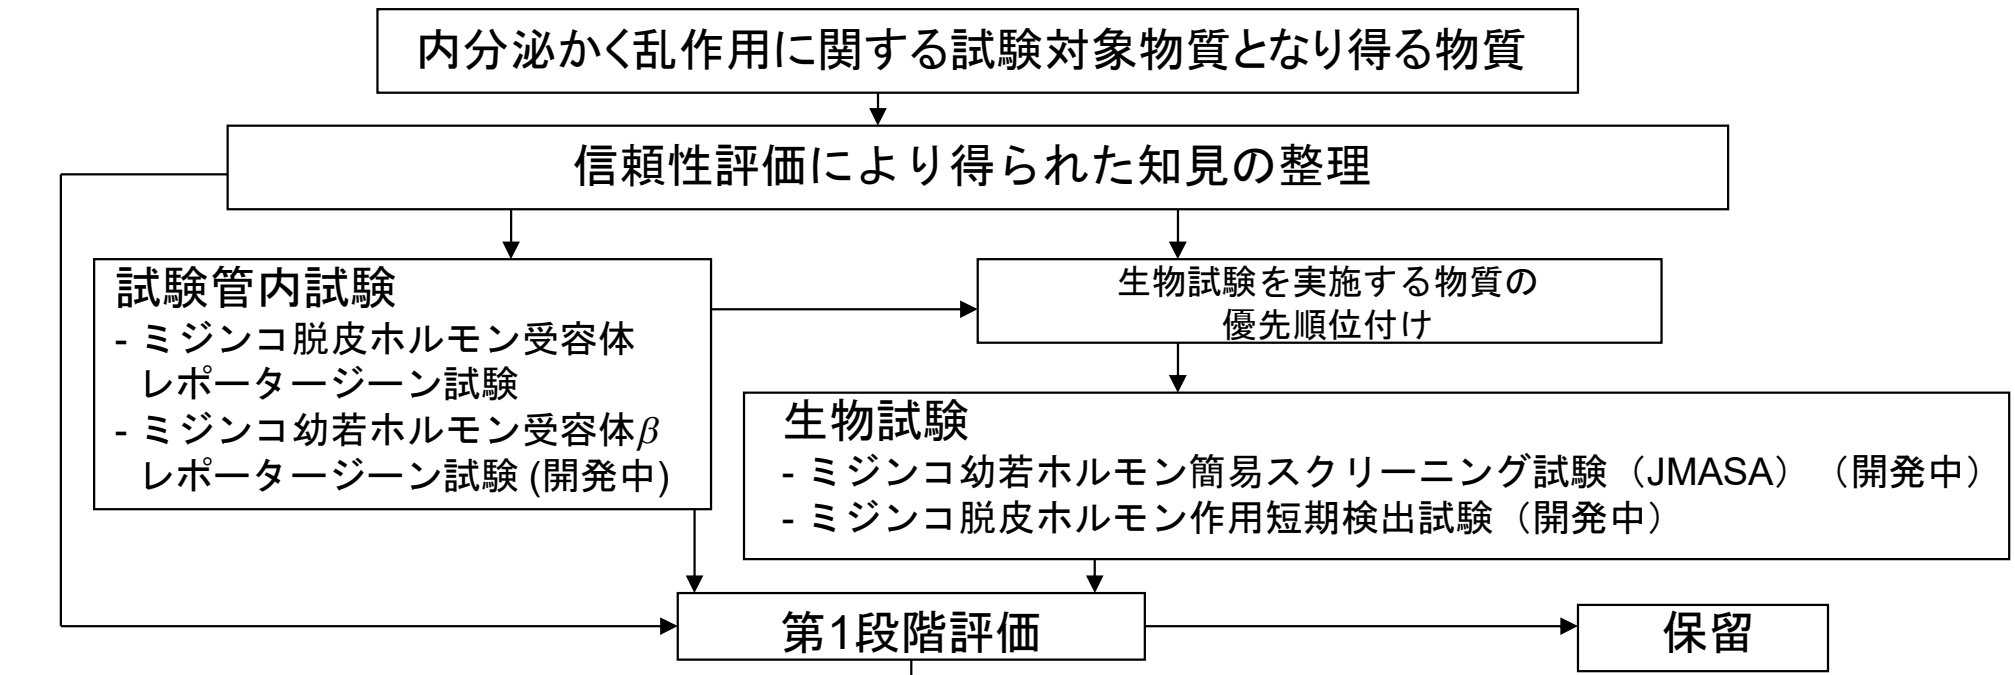 内分泌かく乱作用に関する試験対象物質となり得る物質
信頼性評価により得られた知見の整理
試験管内試験
- ミジンコ脱皮ホルモン受容体
レポータージーン試験
- ミジンコ幼若ホルモン受容体β
レポータージーン試験 (開発中)
生物試験を実施する物質の
優先順位付け
生物試験
- ミジンコ幼若ホルモン簡易スクリーニング試験（JMASA）（開発中）
- ミジンコ脱皮ホルモン作用短期検出試験（開発中）
第1段階評価
保留